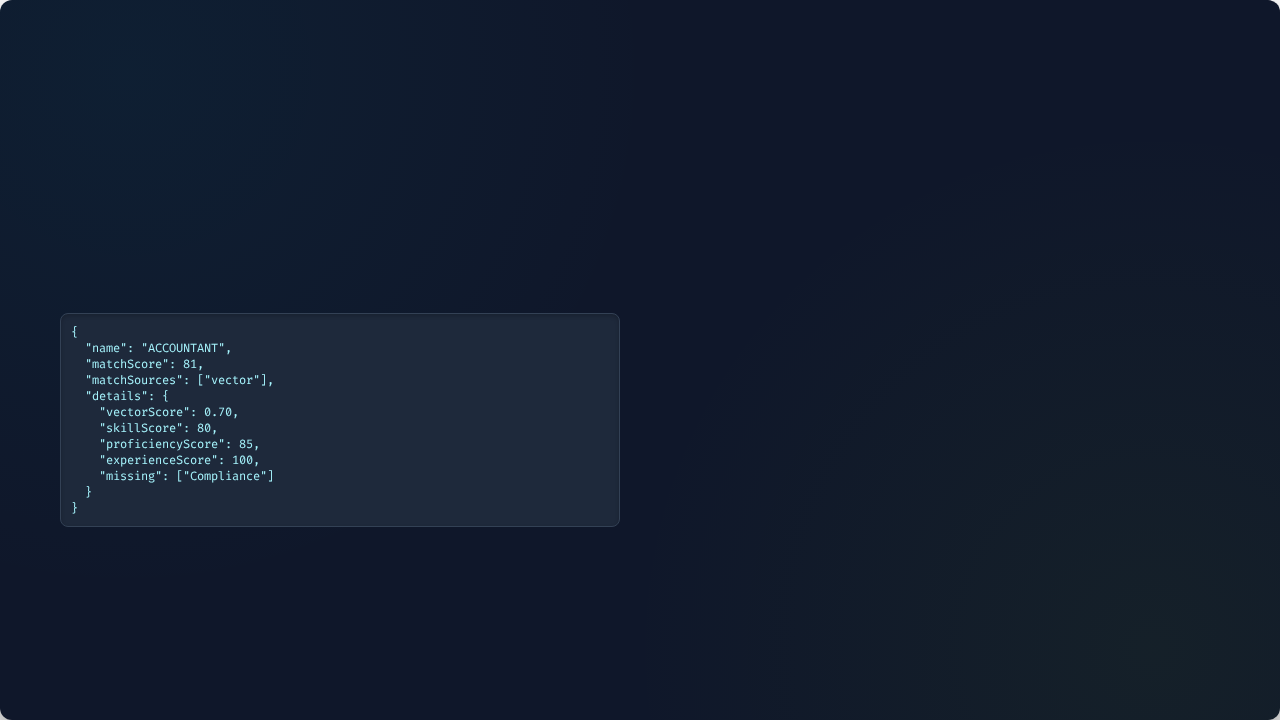 {
  "name": "ACCOUNTANT",
  "matchScore": 81,
  "matchSources": ["vector"],
  "details": {
    "vectorScore": 0.70,
    "skillScore": 80,
    "proficiencyScore": 85,
    "experienceScore": 100,
    "missing": ["Compliance"]
  }
}